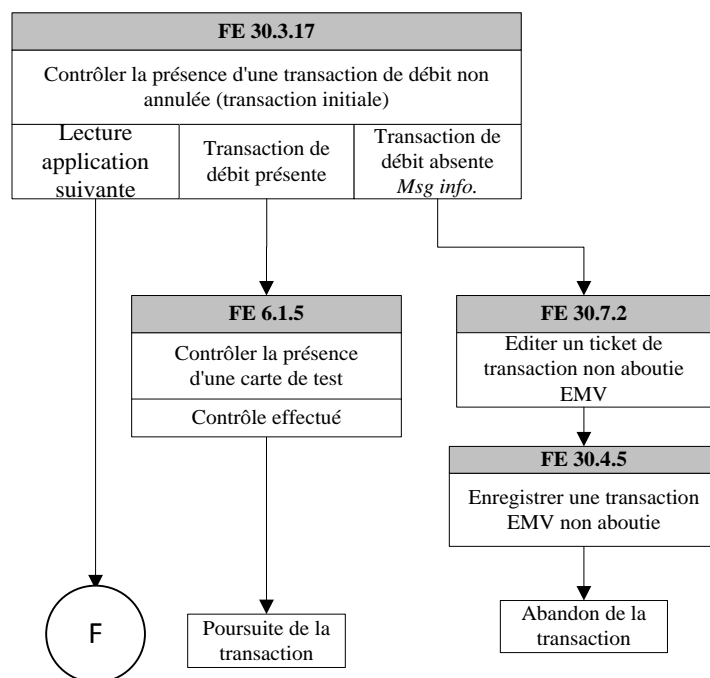 FE 30.3.17
Contrôler la présence d'une transaction de débit non
annulée (transaction initiale)
Lecture
application
suivante
Transaction de
débit présente
Transaction de
débit absente
Msg info.
FE 6.1.5
Contrôler la présence
d'une carte de test
Contrôle effectué
FE 30.7.2
Editer un ticket de
transaction non aboutie
EMV
FE 30.4.5
Enregistrer une transaction
EMV non aboutie
F
Poursuite de la
transaction
Abandon de la
transaction